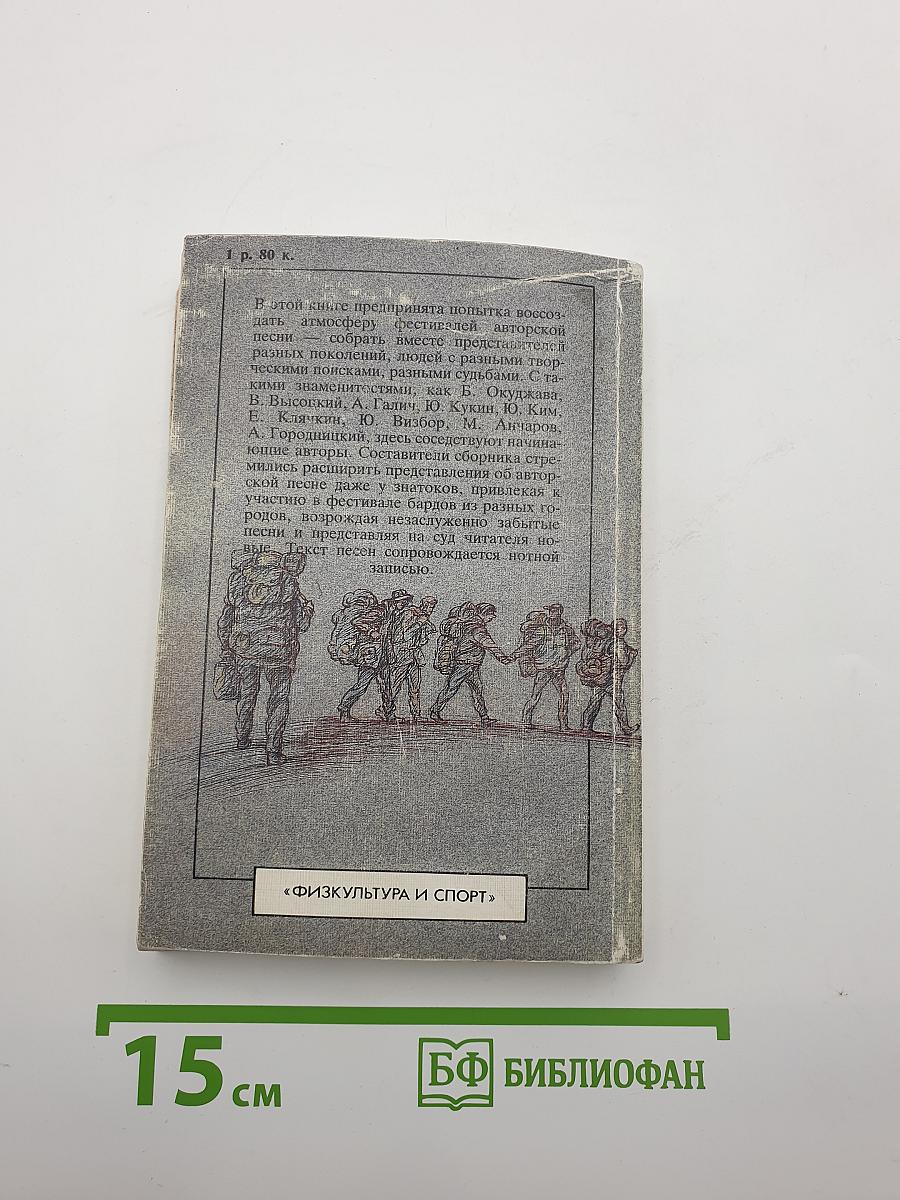 1 р. 80 к.
В этой книге предпринята попытка воссоз-
дать атмосферу фестивалей авторской
песни — собрать вместе представителей
разных поколений, людей с разными твор-
ческими поисками, разными судьбами. С та-
кими знаменитостями, как Б. Окуджава,
В. Высоцкий, А. Галич, Ю. Кукин, Ю. Ким,
Е. Клячкин, Ю. Визбор, М. Анчаров,
А. Городницкий, здесь соседствуют начина-
ющие авторы. Составители сборника стре-
мились расширить представления об автор-
ской песне даже у знатоков, привлекая к
участию в фестивале бардов из разных го-
родов, возрождая незаслуженно забытые
песни и представляя на суд читателя но-
вые. Текст песен сопровождается нотной
записью.
«ФИЗКУЛЬТУРА И СПОРТ»
15 см
БФ БИБЛИОФАН